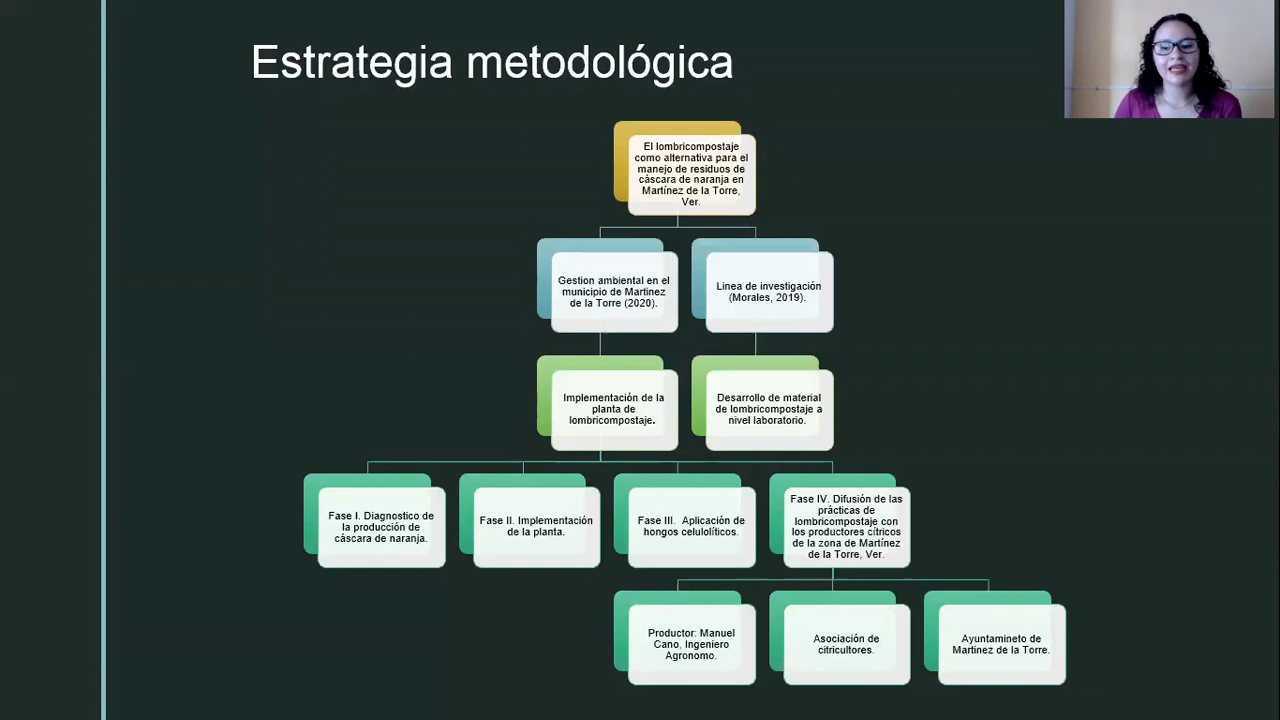 Estrategia metodológica
El lombricompostaje
como alternativa para el
manejo de residuos de
cáscara de naranja en
Martínez de la Torre,
Ver.
Gestion ambiental en el
municipio de Martinez
de la Torre (2020).
Linea de investigación
(Morales, 2019).
Implementación de la
planta de
lombricompostaje.
Desarrollo de material
de lombricompostaje a
nivel laboratorio.
Fase I. Diagnostico de
la producción de
cáscara de naranja.
Fase II. Implementación
de la planta.
Fase III. Aplicación de
hongos celulolíticos.
Fase IV. Difusión de las
prácticas de
lombricompostaje con
los productores cítricos
de la zona de Martínez
de la Torre, Ver.
Productor: Manuel
Cano, Ingeniero
Agronomo.
Asociación de
citricultores.
Ayuntamineto de
Martinez de la Torre.